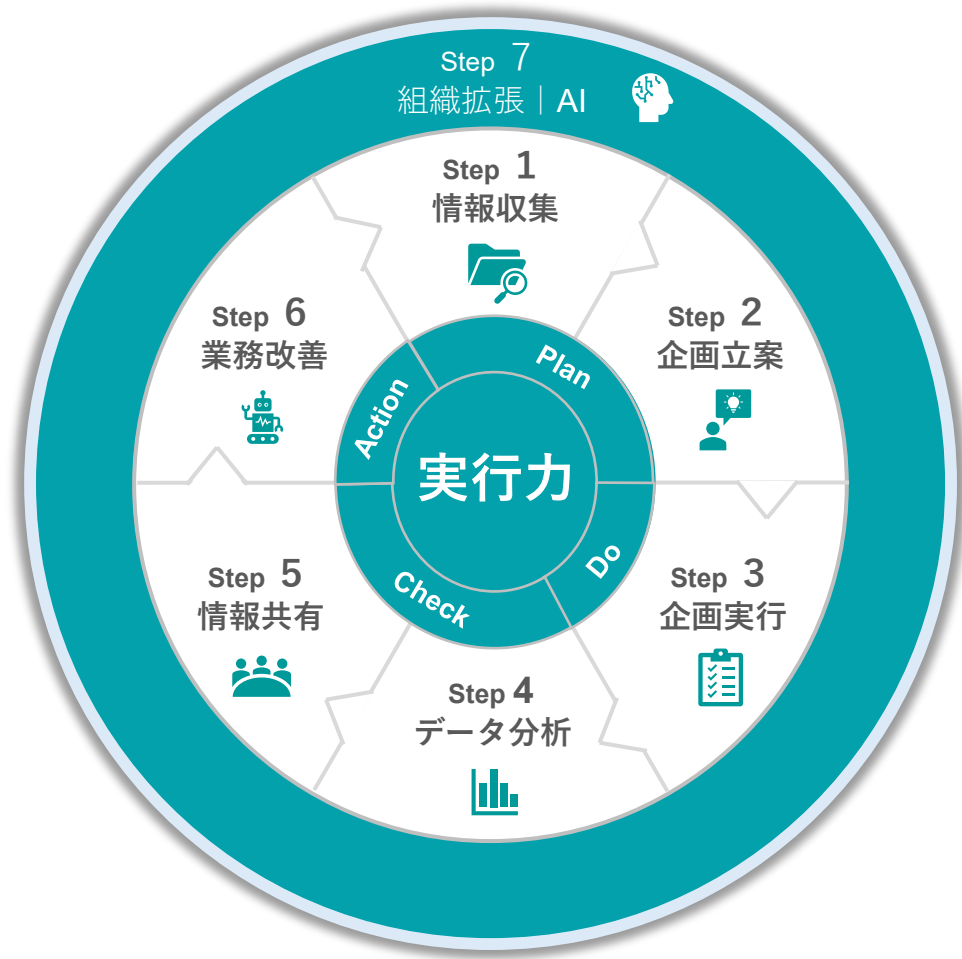 Step 7
組織拡張｜AI
Step 1
情報収集
Step 2
企画立案
Step 3
企画実行
Step 4
データ分析
Step 5
情報共有
Step 6
業務改善
Plan
Do
Check
Action
実行力